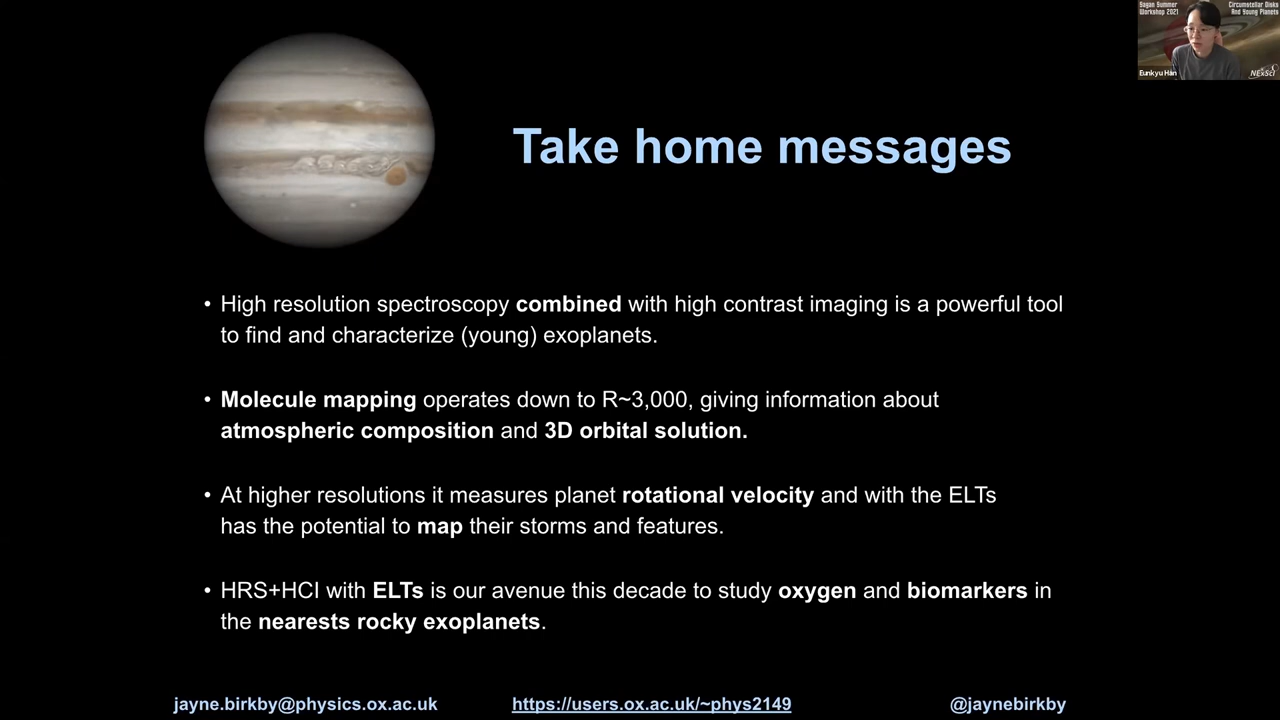 Sagan Summer
Workshop 2021
Circumstellar Disks
And Young Planets
Eunkyu Han
NExScI
Take home messages
• High resolution spectroscopy combined with high contrast imaging is a powerful tool
to find and characterize (young) exoplanets.
• Molecule mapping operates down to R~3,000, giving information about
atmospheric composition and 3D orbital solution.
• At higher resolutions it measures planet rotational velocity and with the ELTs
has the potential to map their storms and features.
• HRS+HCI with ELTs is our avenue this decade to study oxygen and biomarkers in
the nearests rocky exoplanets.
jayne.birkby@physics.ox.ac.uk
https://users.ox.ac.uk/~phys2149
@jaynebirkby